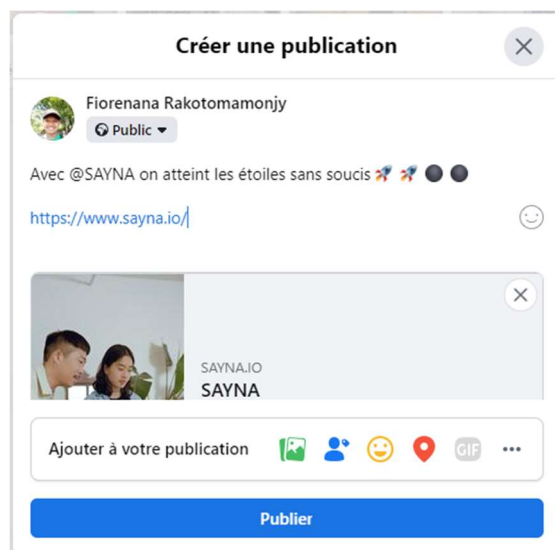 Créer une publication
Fiorenana Rakotomamonjy
Public
Avec @SAYNA on atteint les étoiles sans soucis 🚀 🚀 🌑 🌑
https://www.sayna.io/
SAYNA.IO
SAYNA
Ajouter à votre publication
GIF
Publier